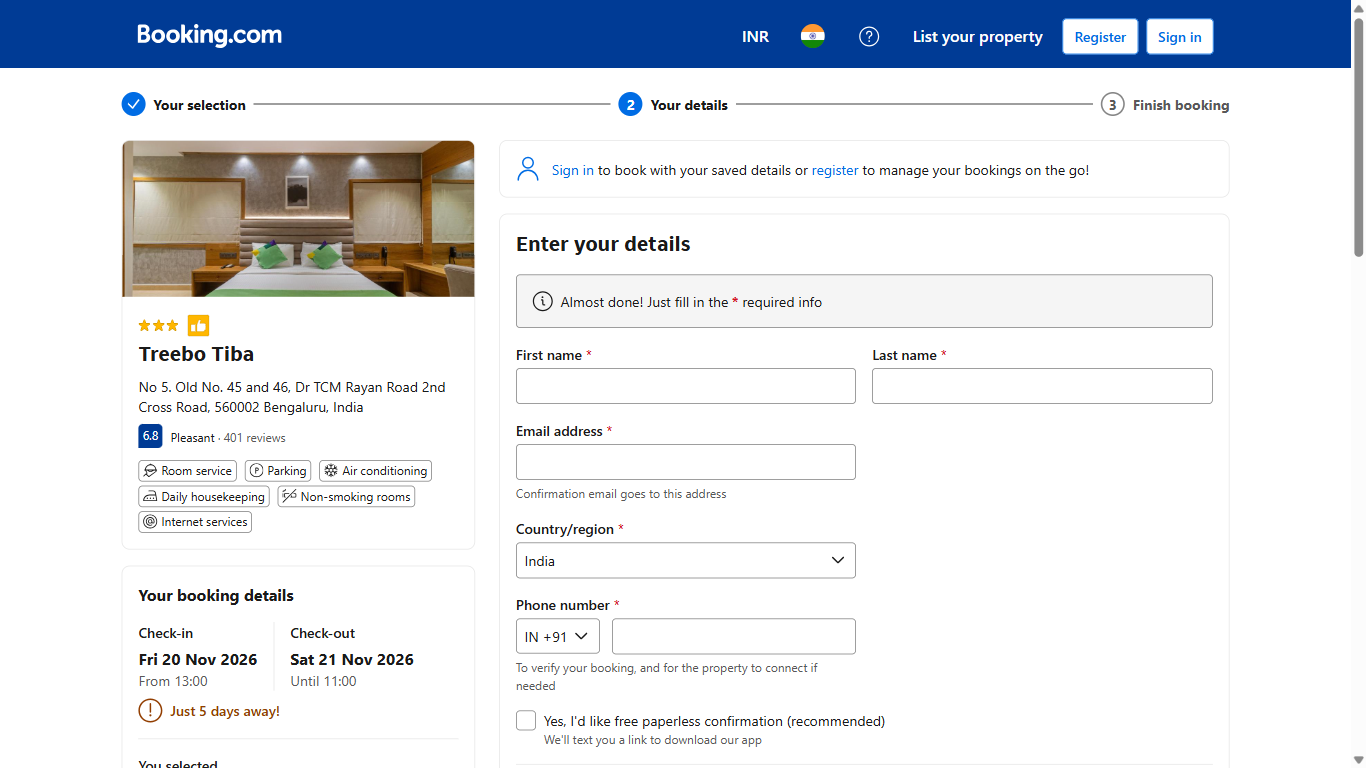 Booking.com
INR
List your property
Register
Sign in
Your selection
2
Your details
3
Finish booking
Treebo Tiba
No 5. Old No. 45 and 46, Dr TCM Rayan Road 2nd
Cross Road, 560002 Bengaluru, India
6.8 Pleasant · 401 reviews
Room service
Parking
Air conditioning
Daily housekeeping
Non-smoking rooms
Internet services
Your booking details
Check-in
Fri 20 Nov 2026
From 13:00
Check-out
Sat 21 Nov 2026
Until 11:00
Just 5 days away!
You selected
Sign in to book with your saved details or register to manage your bookings on the go!
Enter your details
Almost done! Just fill in the * required info
First name *
Last name *
Email address *
Confirmation email goes to this address
Country/region *
India
Phone number *
IN +91
To verify your booking, and for the property to connect if
needed
Yes, I'd like free paperless confirmation (recommended)
We'll text you a link to download our app